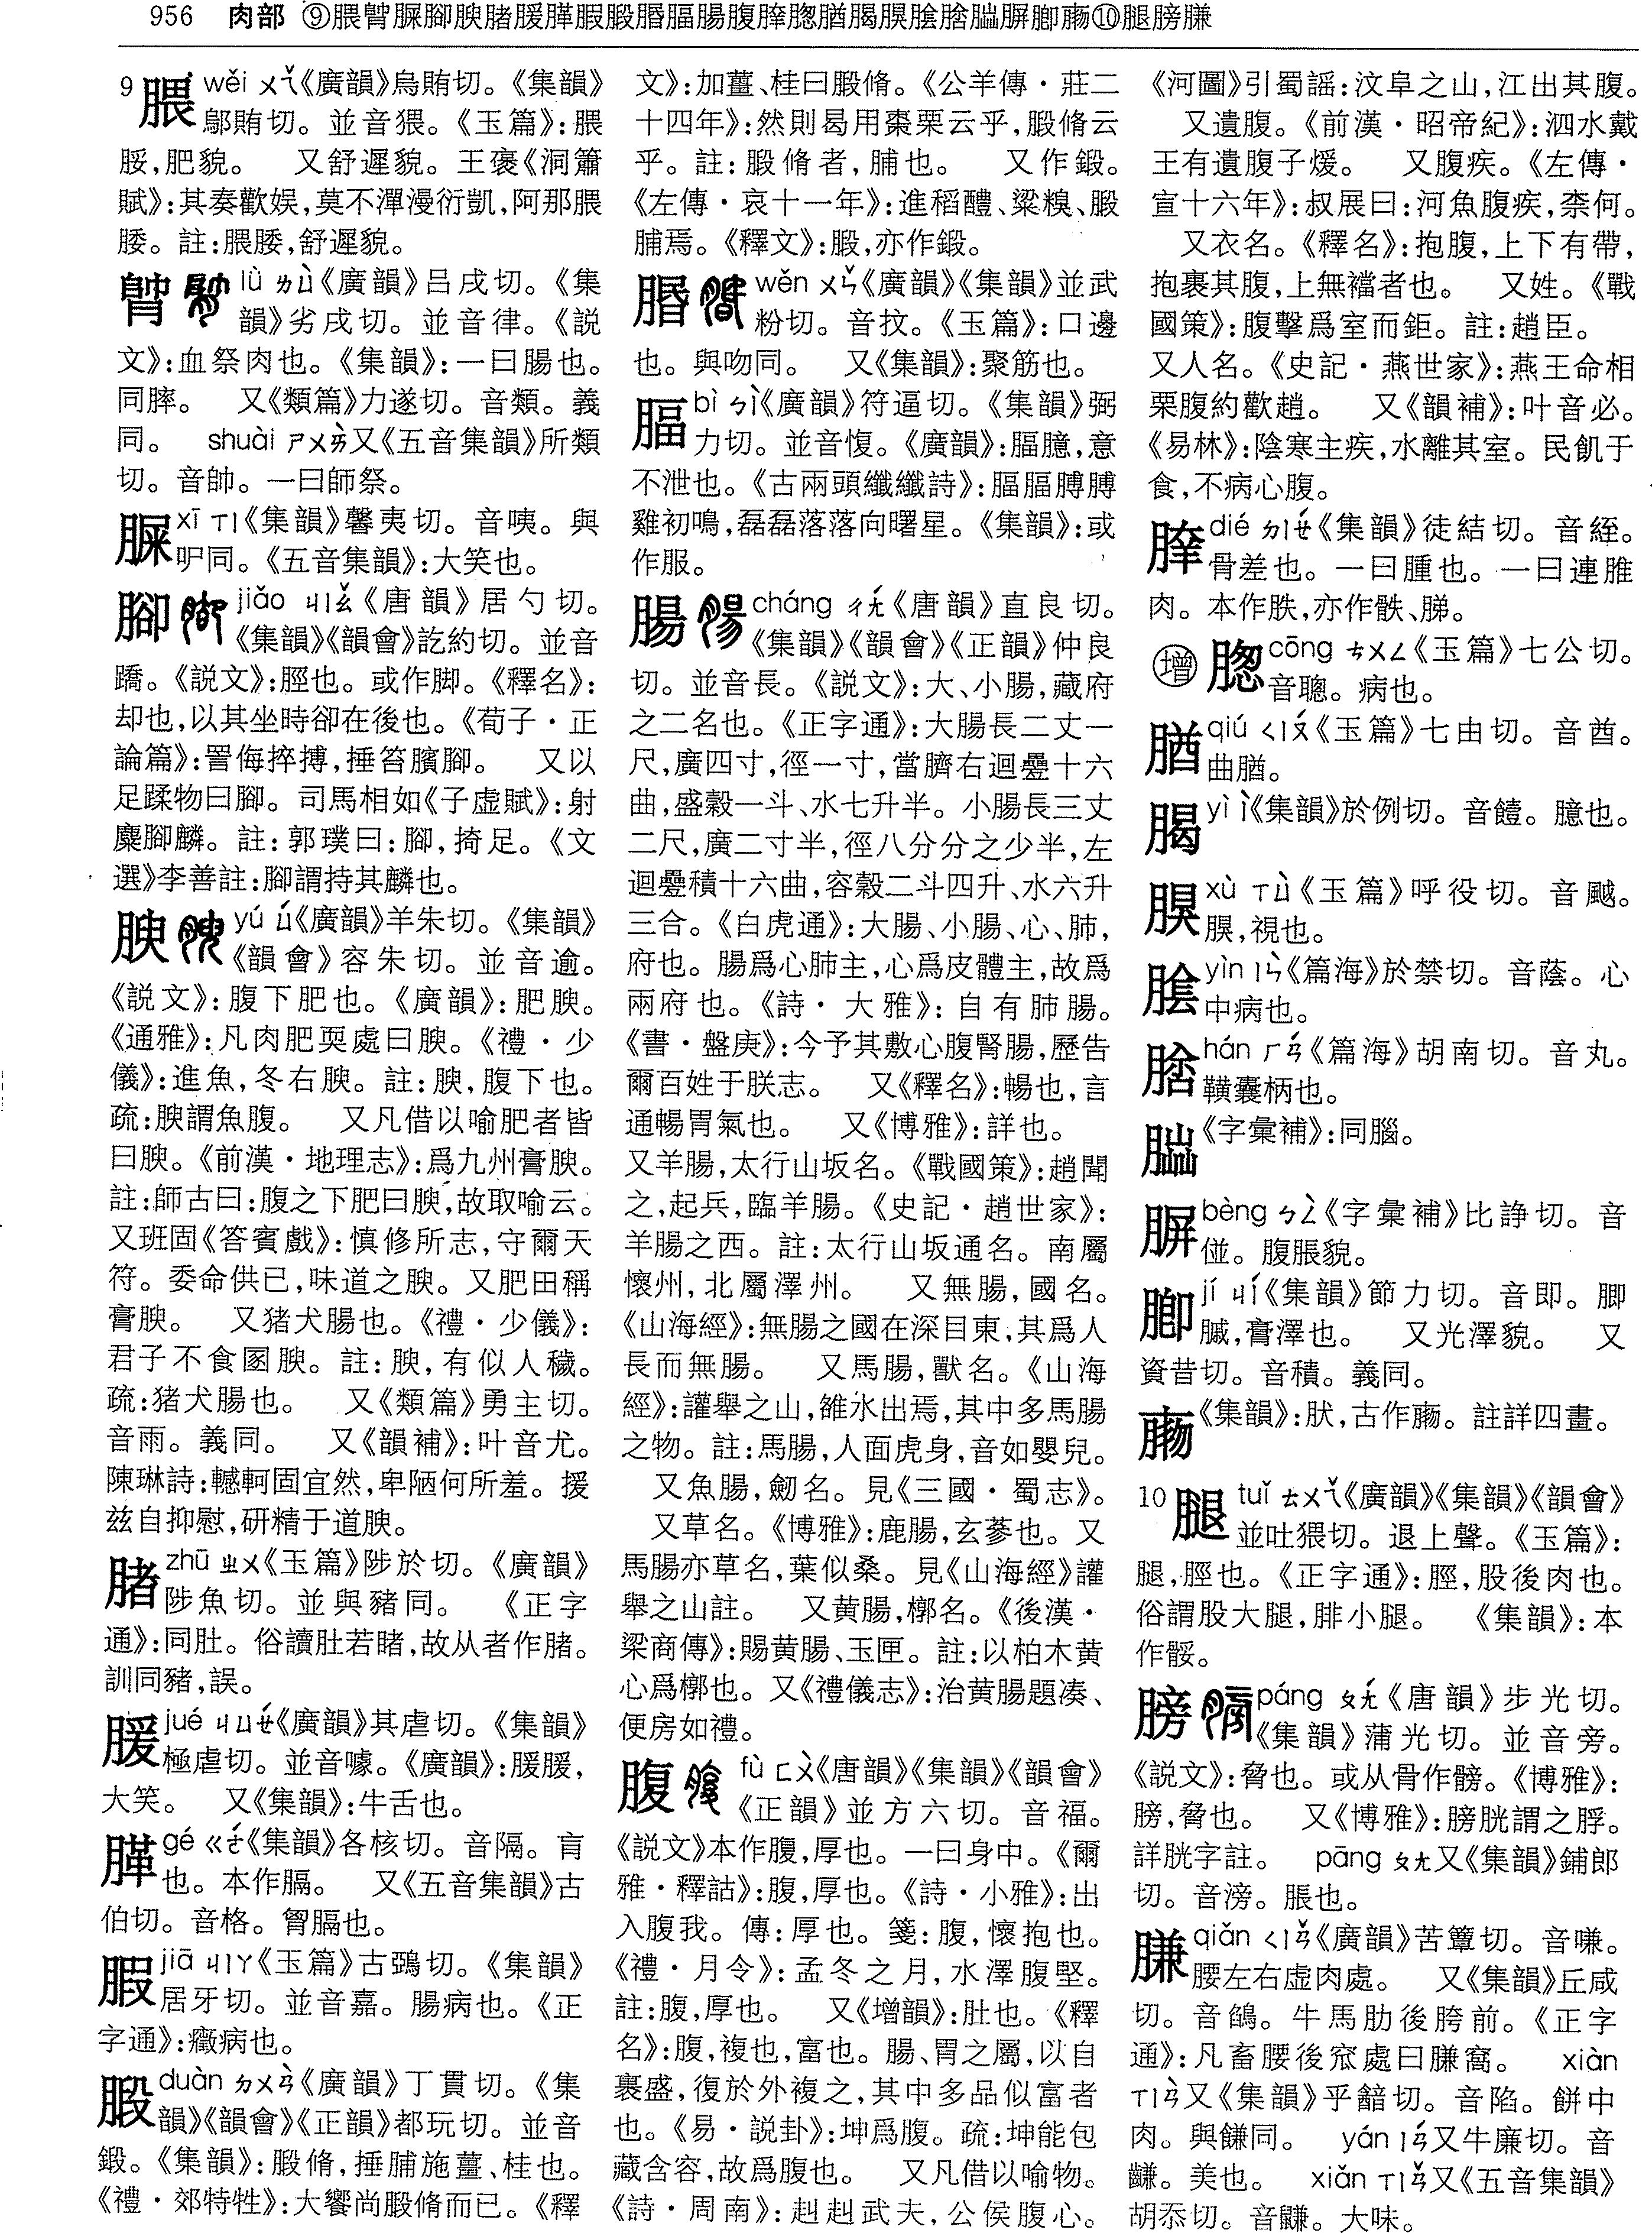 956 肉部 ⑨腲膟𦞲腳腴腤腛䐚腵腶脣腷腸腹䏲䐋䐅腽䐗䐄䐛䐉䐺䐚䐬⑩腿膀膁
9 腲 wěi ㄨㄟˇ《廣韻》烏賄切。《集韻》
鄔賄切。並音猥。《玉篇》:腲
脮,肥貌。　又舒遲貌。王褒《洞簫
賦》:其奏歡娱,莫不潬漫衍凱,阿那腲
腇。註:腲腇,舒遲貌。
lǜ ㄌㄩˋ《廣韻》吕戌切。《集
韻》劣戌切。並音律。《説
文》:血祭肉也。《集韻》:一曰腸也。
同膟。　又《類篇》力遂切。音類。義
同。　shuài ㄕㄨㄞˋ又《五音集韻》所類
切。音帥。一曰師祭。
xī ㄒㄧ《集韻》馨夷切。音咦。與
㕧同。《五音集韻》:大笑也。
腳 jiǎo ㄐㄧㄠˇ《唐韻》居勺切。
《集韻》《韻會》訖約切。並音
蹻。《説文》:脛也。或作脚。《釋名》:
却也,以其坐時卻在後也。《荀子・正
論篇》:詈侮捽搏,捶笞臏腳。　又以
足蹂物曰腳。司馬相如《子虚賦》:射
麋腳麟。註:郭璞曰:腳,掎足。《文
選》李善註:腳謂持其麟也。
腴 yú ㄩˊ《廣韻》羊朱切。《集韻》
《韻會》容朱切。並音逾。
《説文》:腹下肥也。《廣韻》:肥腴。
《通雅》:凡肉肥耎處曰腴。《禮・少
儀》:進魚,冬右腴。註:腴,腹下也。
疏:腴謂魚腹。　又凡借以喻肥者皆
曰腴。《前漢・地理志》:爲九州膏腴。
註:師古曰:腹之下肥曰腴,故取喻云。
又班固《答賓戲》:慎修所志,守爾天
符。委命供已,味道之腴。又肥田稱
膏腴。　又猪犬腸也。《禮・少儀》:
君子不食圂腴。註:腴,有似人穢。
疏:猪犬腸也。　又《類篇》勇主切。
音雨。義同。　又《韻補》:叶音尤。
陳琳詩:轗軻固宜然,卑陋何所羞。援
兹自抑慰,研精于道腴。
zhū ㄓㄨ《玉篇》陟於切。《廣韻》
陟魚切。並與豬同。　《正字
通》:同肚。俗讀肚若睹,故从者作䐗。
訓同豬,誤。
jué ㄐㄩㄝˊ《廣韻》其虐切。《集韻》
極虐切。並音噱。《廣韻》:
大笑。　又《集韻》:牛舌也。
gé ㄍㄜˊ《集韻》各核切。音隔。肓
也。本作膈。　又《五音集韻》古
伯切。音格。胷膈也。
腵 jiā ㄐㄧㄚ《玉篇》古鵶切。《集韻》
居牙切。並音嘉。腸病也。《正
字通》:癥病也。
腶 duàn ㄉㄨㄢˋ《廣韻》丁貫切。《集
韻》《韻會》《正韻》都玩切。並音
鍛。《集韻》:腶脩,捶脯施薑、桂也。
《禮・郊特牲》:大饗尚腶脩而已。《釋
文》:加薑、桂曰腶脩。《公羊傳・莊二
十四年》:然則曷用棗栗云乎,腶脩云
乎。註:腶脩者,脯也。　又作鍛。
《左傳・哀十一年》:進稻醴、粱糗、腶
脯焉。《釋文》:腶,亦作鍛。
wěn ㄨㄣˇ《廣韻》《集韻》並武
粉切。音抆。《玉篇》:口邊
也。與吻同。　又《集韻》:聚筋也。
腷 bì ㄅㄧˋ《廣韻》符逼切。《集韻》弼
力切。並音愎。《廣韻》:腷臆,意
不泄也。《古兩頭纖纖詩》:腷腷膊膊
雞初鳴,磊磊落落向曙星。《集韻》:或
作服。
腸 cháng ㄔㄤˊ《唐韻》直良切。
《集韻》《韻會》《正韻》仲良
切。並音長。《説文》:大、小腸,藏府
之二名也。《正字通》:大腸長二丈一
尺,廣四寸,徑一寸,當臍右迴疊十六
曲,盛穀一斗、水七升半。小腸長三丈
二尺,廣二寸半,徑八分分之少半,左
迴疊積十六曲,容穀二斗四升、水六升
三合。《白虎通》:大腸、小腸、心、肺,
府也。腸爲心肺主,心爲皮體主,故爲
兩府也。《詩・大雅》:自有肺腸。
《書・盤庚》:今予其敷心腹腎腸,歷告
爾百姓于朕志。　又《釋名》:暢也,言
通暢胃氣也。　又《博雅》:詳也。
又羊腸,太行山坂名。《戰國策》:趙聞
之,起兵,臨羊腸。《史記・趙世家》:
羊腸之西。註:太行山坂通名。南屬
懷州,北屬澤州。　又無腸,國名。
《山海經》:無腸之國在深目東,其爲人
長而無腸。　又馬腸,獸名。《山海
經》:讙舉之山,雒水出焉,其中多馬腸
之物。註:馬腸,人面虎身,音如嬰兒。
又魚腸,劒名。見《三國・蜀志》。
又草名。《博雅》:鹿腸,玄蔘也。又
馬腸亦草名,葉似桑。見《山海經》讙
舉之山註。　又黄腸,槨名。《後漢・
梁商傳》:賜黄腸、玉匣。註:以柏木黄
心爲槨也。又《禮儀志》:治黄腸題凑、
便房如禮。
腹 fù ㄈㄨˋ《唐韻》《集韻》《韻會》
《正韻》並方六切。音福。
《説文》本作腹,厚也。一曰身中。《爾
雅・釋詁》:腹,厚也。《詩・小雅》:出
入腹我。傳:厚也。箋:腹,懷抱也。
《禮・月令》:孟冬之月,水澤腹堅。
註:腹,厚也。　又《增韻》:肚也。《釋
名》:腹,複也,富也。腸、胃之屬,以自
裹盛,復於外複之,其中多品似富者
也。《易・説卦》:坤爲腹。疏:坤能包
藏含容,故爲腹也。　又凡借以喻物。
《詩・周南》:赳赳武夫,公侯腹心。
《河圖》引蜀謡:汶阜之山,江出其腹。
又遺腹。《前漢・昭帝紀》:泗水戴
王有遺腹子煖。　又腹疾。《左傳・
宣十六年》:叔展曰:河魚腹疾,柰何。
又衣名。《釋名》:抱腹,上下有帶,
抱裹其腹,上無襠者也。　又姓。《戰
國策》:腹擊爲室而鉅。註:趙臣。
又人名。《史記・燕世家》:燕王命相
栗腹約歡趙。　又《韻補》:叶音必。
《易林》:陰寒主疾,水離其室。民飢于
食,不病心腹。
dié ㄉㄧㄝˊ《集韻》徒結切。音絰。
骨差也。一曰腫也。一曰連脽
肉。本作胅,亦作骵、䏲。
㊞增 cōng ㄘㄨㄥ《玉篇》七公切。
音聰。病也。
qiú ㄑㄧㄡˊ《玉篇》七由切。音酋。
曲䐅。
yì ㄧˋ《集韻》於例切。音饐。臆也。
xù ㄒㄩˋ《玉篇》呼役切。音䬄。
䐤,視也。
yìn ㄧㄣˋ《篇海》於禁切。音蔭。心
中病也。
hán ㄏㄢˊ《篇海》胡南切。音丸。
鞼囊柄也。
《字彙補》:同腦。
bèng ㄅㄥˋ《字彙補》比諍切。音
偋。腹脹貌。
jí ㄐㄧˊ《集韻》節力切。音即。
膱,膏澤也。　又光澤貌。　又
資昔切。音積。義同。
《集韻》:肰,古作䐿。註詳四畫。
10 腿 tuǐ ㄊㄨㄟˇ《廣韻》《集韻》《韻會》
並吐猥切。退上聲。《玉篇》:
腿,脛也。《正字通》:脛,股後肉也。
俗謂股大腿,腓小腿。　《集韻》:本
作骽。
膀 páng ㄆㄤˊ《唐韻》步光切。
《集韻》蒲光切。並音旁。
《説文》:脅也。或从骨作髈。《博雅》:
膀,脅也。　又《博雅》:膀胱謂之脬。
詳胱字註。　pāng ㄆㄤ又《集韻》鋪郎
切。音滂。脹也。
膁 qiǎn ㄑㄧㄢˇ《廣韻》苦簟切。音嗛。
腰左右虚肉處。　又《集韻》丘咸
切。音鵮。牛馬肋後胯前。《正字
通》:凡畜腰後窊處曰膁窩。　xiàn
ㄒㄧㄢˋ又《集韻》乎韽切。音陷。餅中
肉。與䭑同。　yán ㄧㄢˊ又牛廉切。音
䶢。美也。　xiǎn ㄒㄧㄢˇ又《五音集韻》
胡忝切。音鼸。大味。